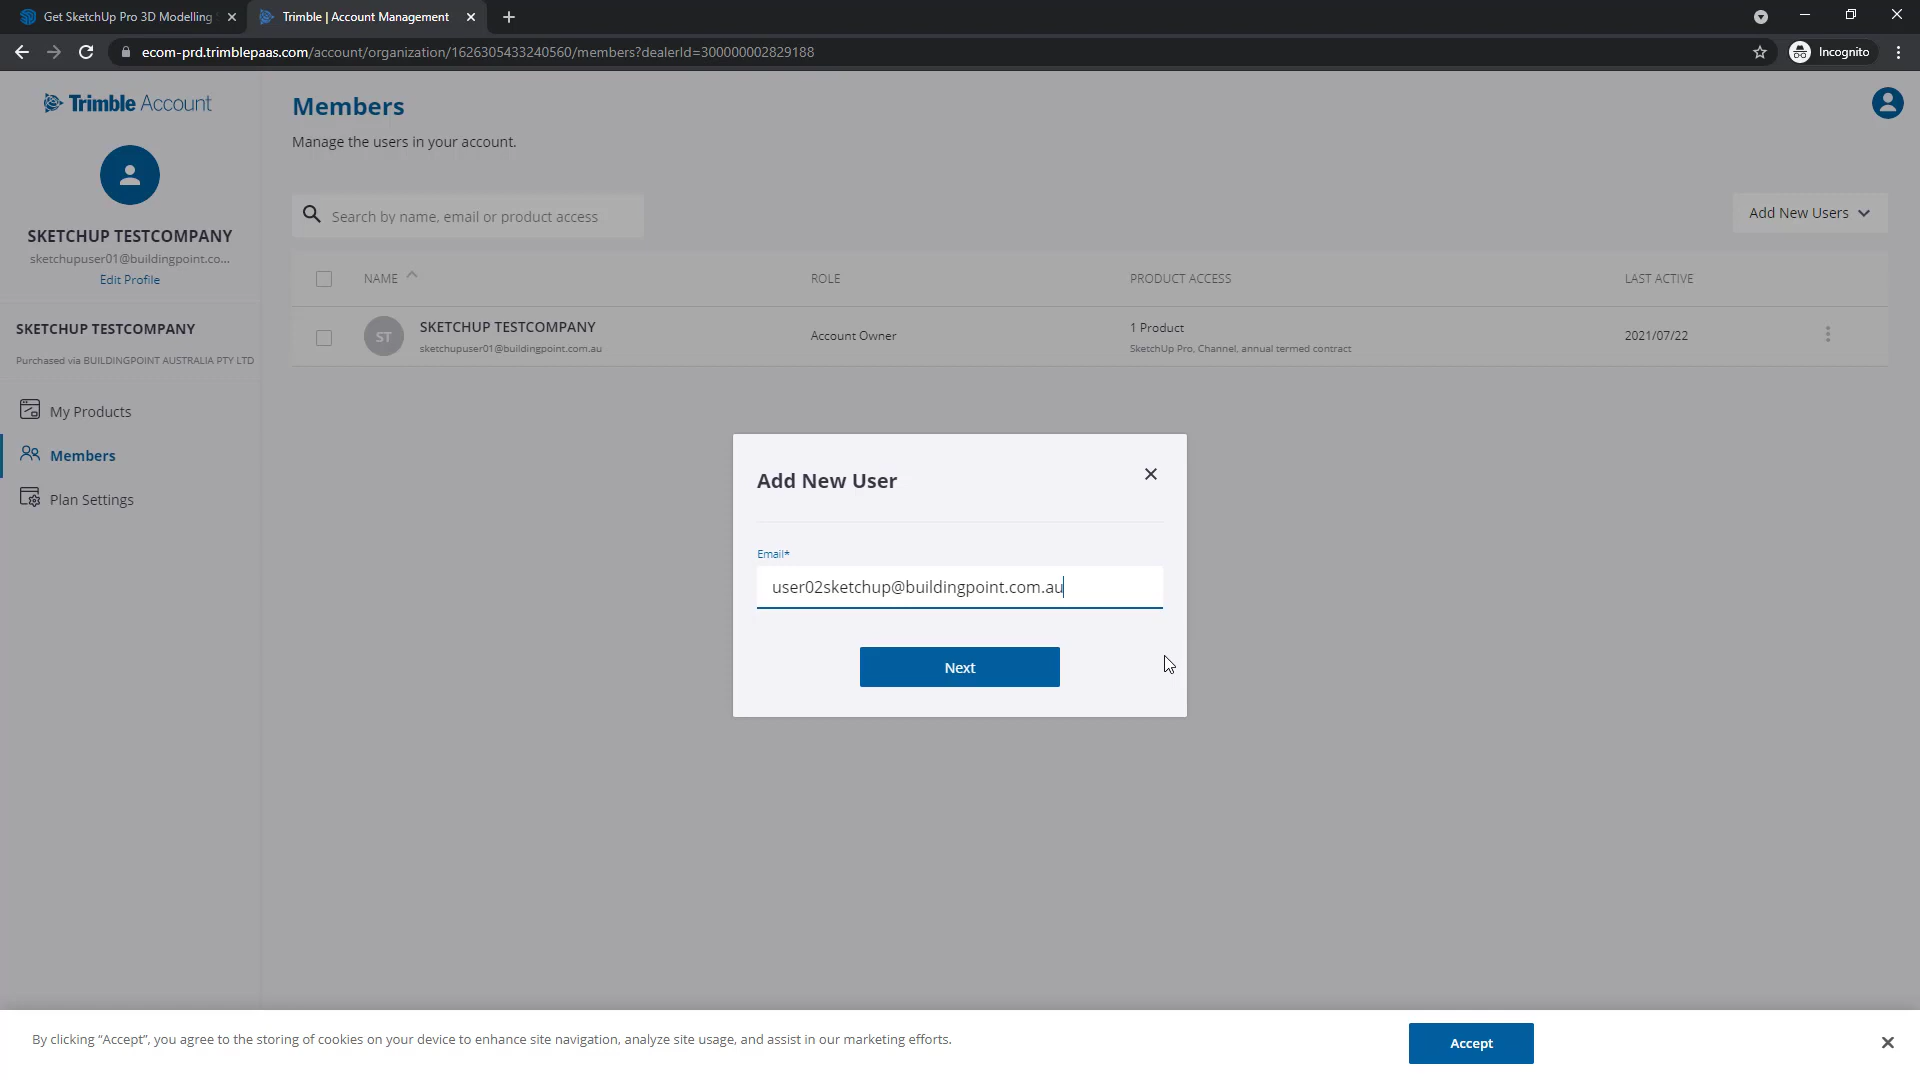 Get SketchUp Pro 3D Modelling
Trimble | Account Management
ecom-prd.trimblepaas.com/account/organization/1626305433240560/members?dealerId=300000002829188
Incognito
Trimble Account
SKETCHUP TESTCOMPANY
sketchupuser01@buildingpoint.co...
Edit Profile
SKETCHUP TESTCOMPANY
Purchased via BUILDINGPOINT AUSTRALIA PTY LTD
My Products
Members
Plan Settings
Members
Manage the users in your account.
Search by name, email or product access
Add New Users
NAME ROLE PRODUCT ACCESS LAST ACTIVE
ST
SKETCHUP TESTCOMPANY
sketchupuser01@buildingpoint.com.au
Account Owner
1 Product
SketchUp Pro, Channel, annual termed contract
2021/07/22
Add New User
Email*
user02sketchup@buildingpoint.com.au
Next
By clicking “Accept”, you agree to the storing of cookies on your device to enhance site navigation, analyze site usage, and assist in our marketing efforts.
Accept